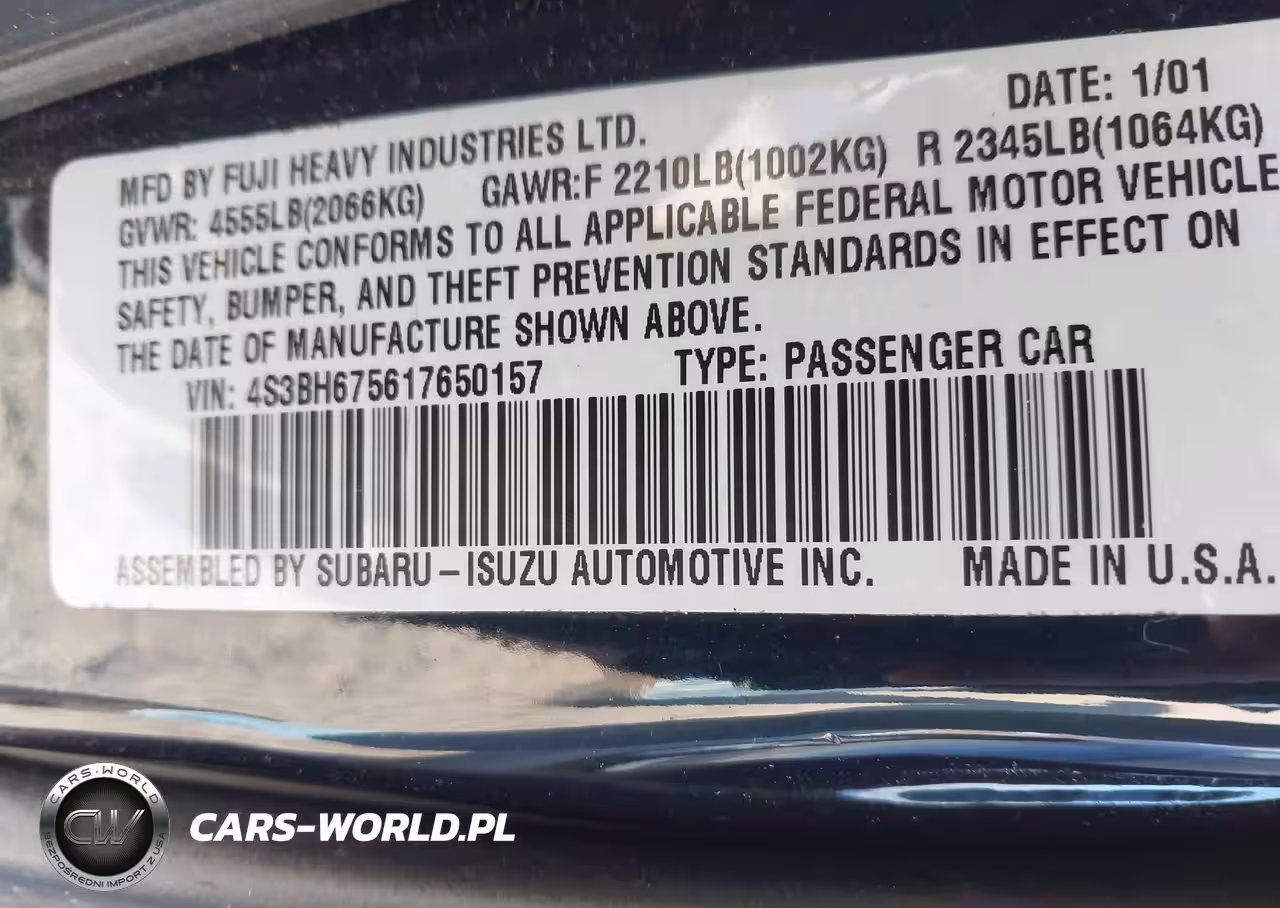 DATE: 1/01
MFD BY FUJI HEAVY INDUSTRIES LTD.
GVWR: 4555LB(2066KG) GAWR:F 2210LB(1002KG) R 2345LB(1064KG)
THIS VEHICLE CONFORMS TO ALL APPLICABLE FEDERAL MOTOR VEHICLE
SAFETY, BUMPER, AND THEFT PREVENTION STANDARDS IN EFFECT ON
THE DATE OF MANUFACTURE SHOWN ABOVE.
VIN: 4S3BH675617650157 TYPE: PASSENGER CAR
ASSEMBLED BY SUBARU-ISUZU AUTOMOTIVE INC. MADE IN U.S.A.
CARS-WORLD
CW
BEZPOŚREDNI IMPORT Z USA
CARS-WORLD.PL